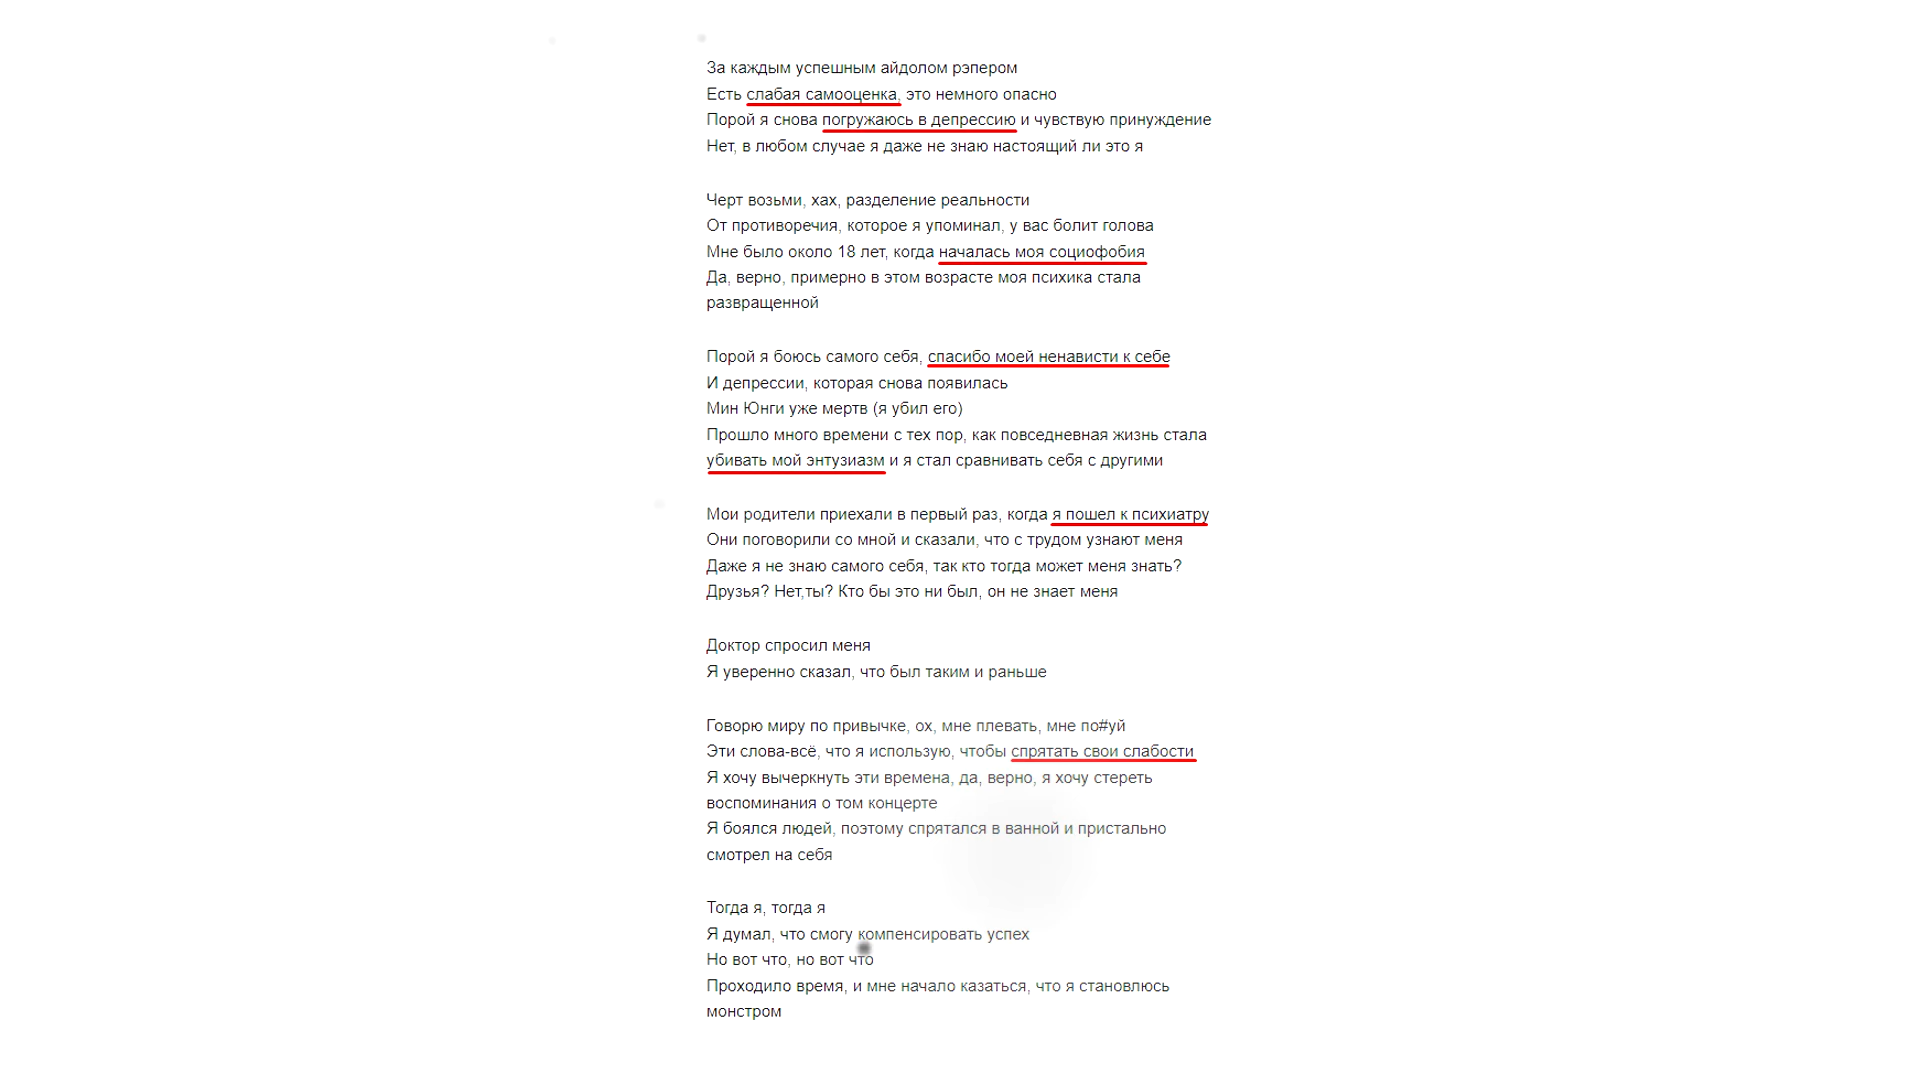 За каждым успешным айдолом рэпером
Есть слабая самооценка, это немного опасно
Порой я снова погружаюсь в депрессию и чувствую принуждение
Нет, в любом случае я даже не знаю настоящий ли это я
Черт возьми, хах, разделение реальности
От противоречия, которое я упоминал, у вас болит голова
Мне было около 18 лет, когда началась моя социофобия
Да, верно, примерно в этом возрасте моя психика стала
развращенной
Порой я боюсь самого себя, спасибо моей ненависти к себе
И депрессии, которая снова появилась
Мин Юнги уже мертв (я убил его)
Прошло много времени с тех пор, как повседневная жизнь стала
убивать мой энтузиазм и я стал сравнивать себя с другими
Мои родители приехали в первый раз, когда я пошел к психиатру
Они поговорили со мной и сказали, что с трудом узнают меня
Даже я не знаю самого себя, так кто тогда может меня знать?
Друзья? Нет,ты? Кто бы это ни был, он не знает меня
Доктор спросил меня
Я уверенно сказал, что был таким и раньше
Говорю миру по привычке, ох, мне плевать, мне по#уй
Эти слова-всё, что я использую, чтобы спрятать свои слабости
Я хочу вычеркнуть эти времена, да, верно, я хочу стереть
воспоминания о том концерте
Я боялся людей, поэтому спрятался в ванной и пристально
смотрел на себя
Тогда я, тогда я
Я думал, что смогу компенсировать успех
Но вот что, но вот что
Проходило время, и мне начало казаться, что я становлюсь
монстром